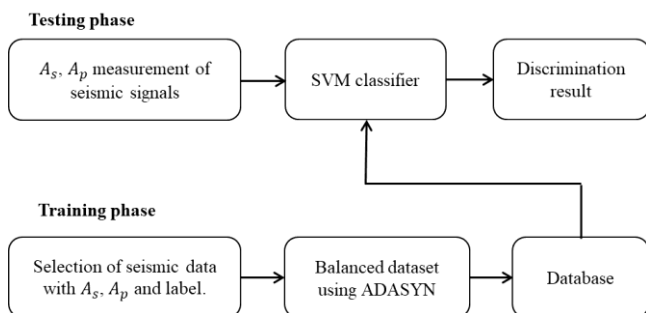 Testing phase
A_s, A_p measurement of
seismic signals
SVM classifier
Discrimination
result
Training phase
Selection of seismic data
with A_s, A_p and label.
Balanced dataset
using ADASYN
Database